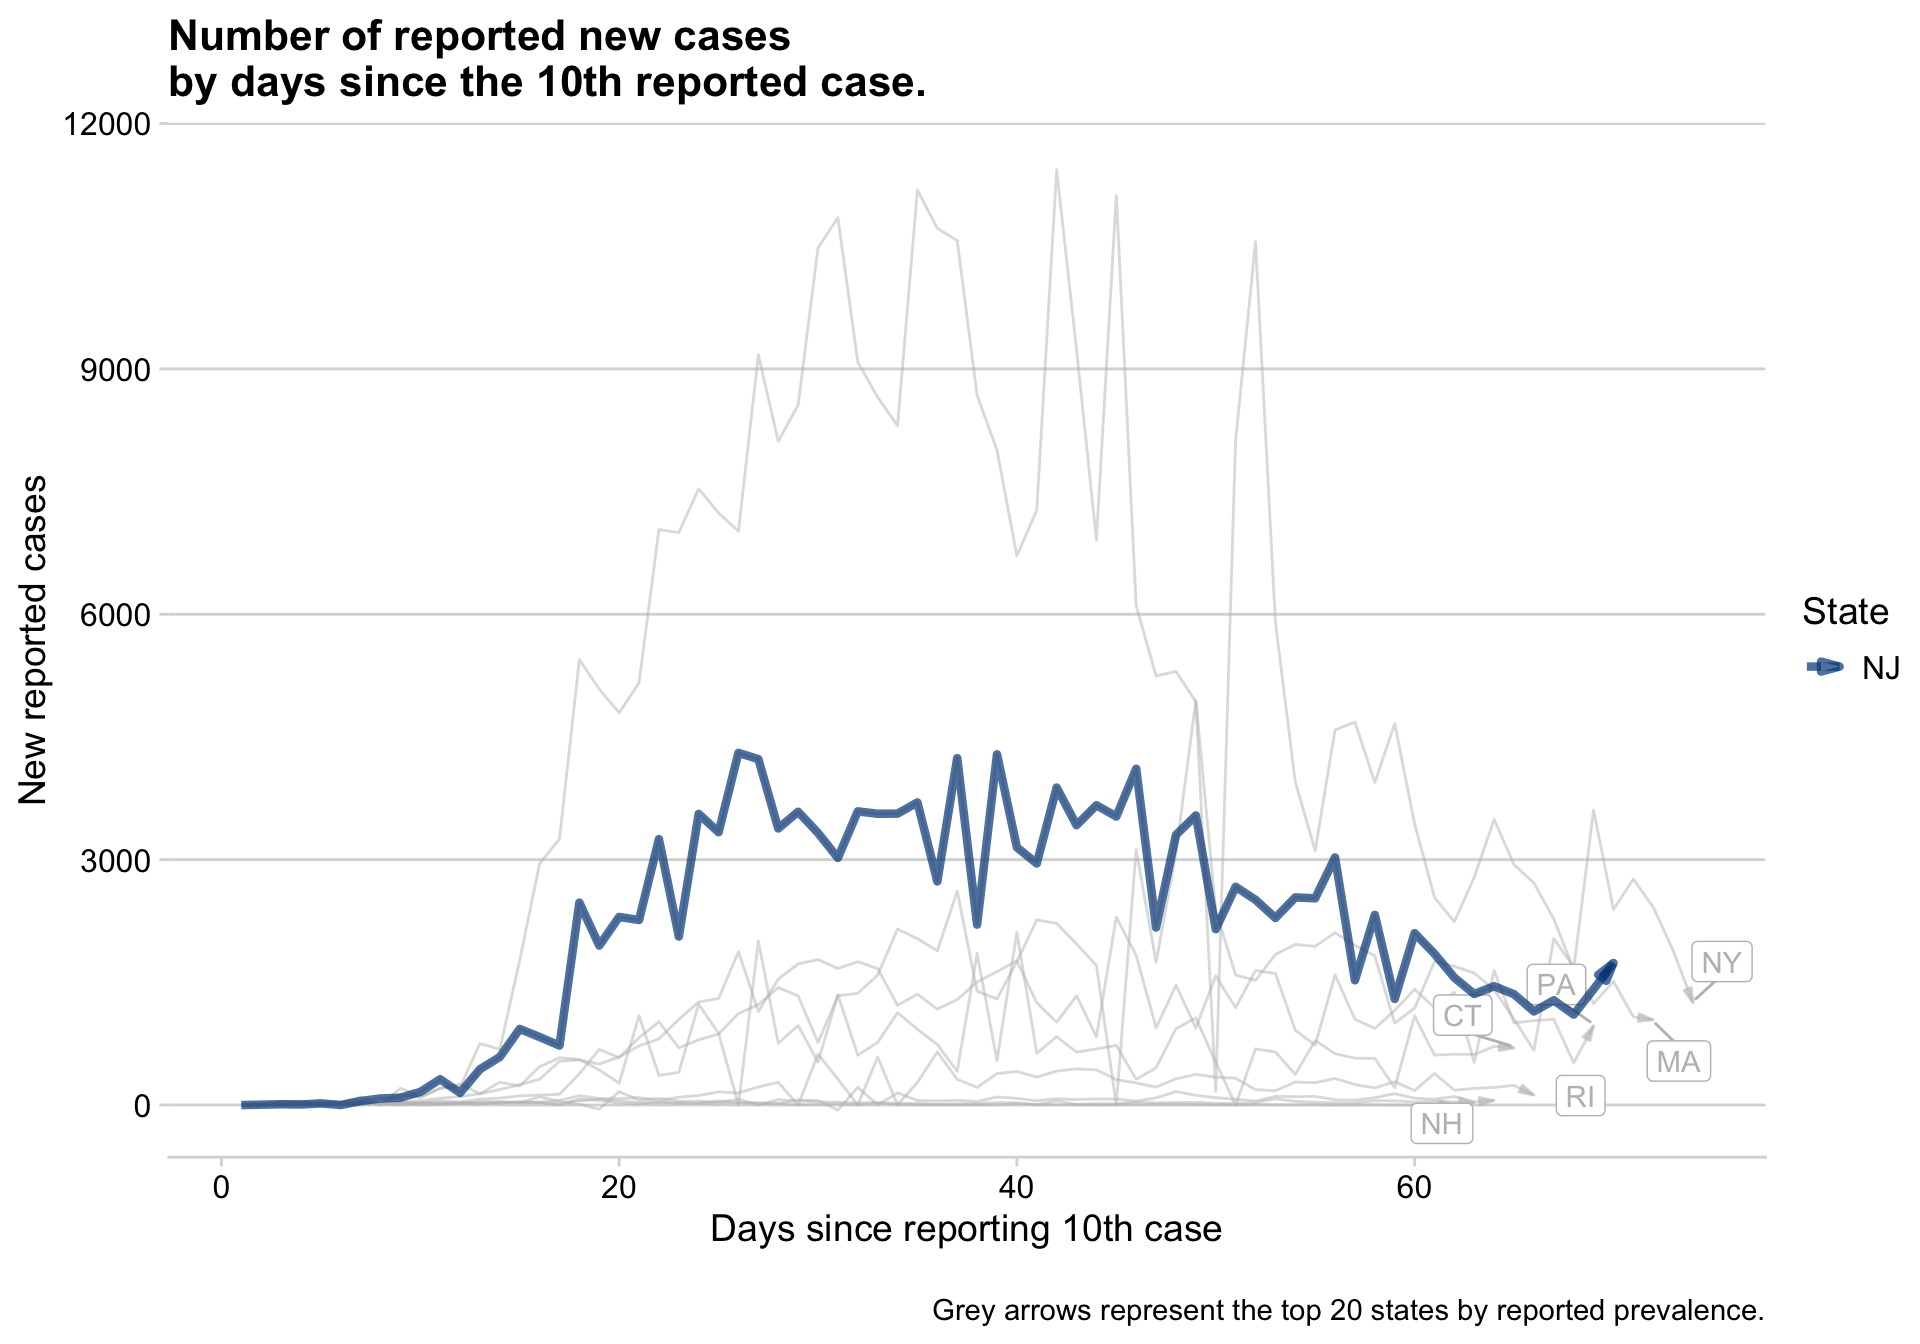 Number of reported new cases
by days since the 10th reported case.
12000
9000
6000
3000
0
New reported cases
State
NJ
NY
PA
CT
MA
RI
NH
0
20
40
60
Days since reporting 10th case
Grey arrows represent the top 20 states by reported prevalence.